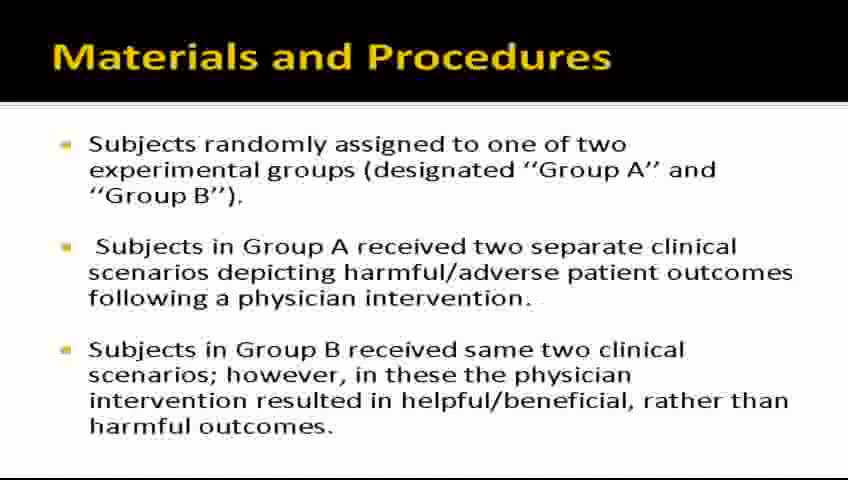 Materials and Procedures
Subjects randomly assigned to one of two
experimental groups (designated ‘‘Group A’’ and
‘‘Group B’’).
Subjects in Group A received two separate clinical
scenarios depicting harmful/adverse patient outcomes
following a physician intervention.
Subjects in Group B received same two clinical
scenarios; however, in these the physician
intervention resulted in helpful/beneficial, rather than
harmful outcomes.